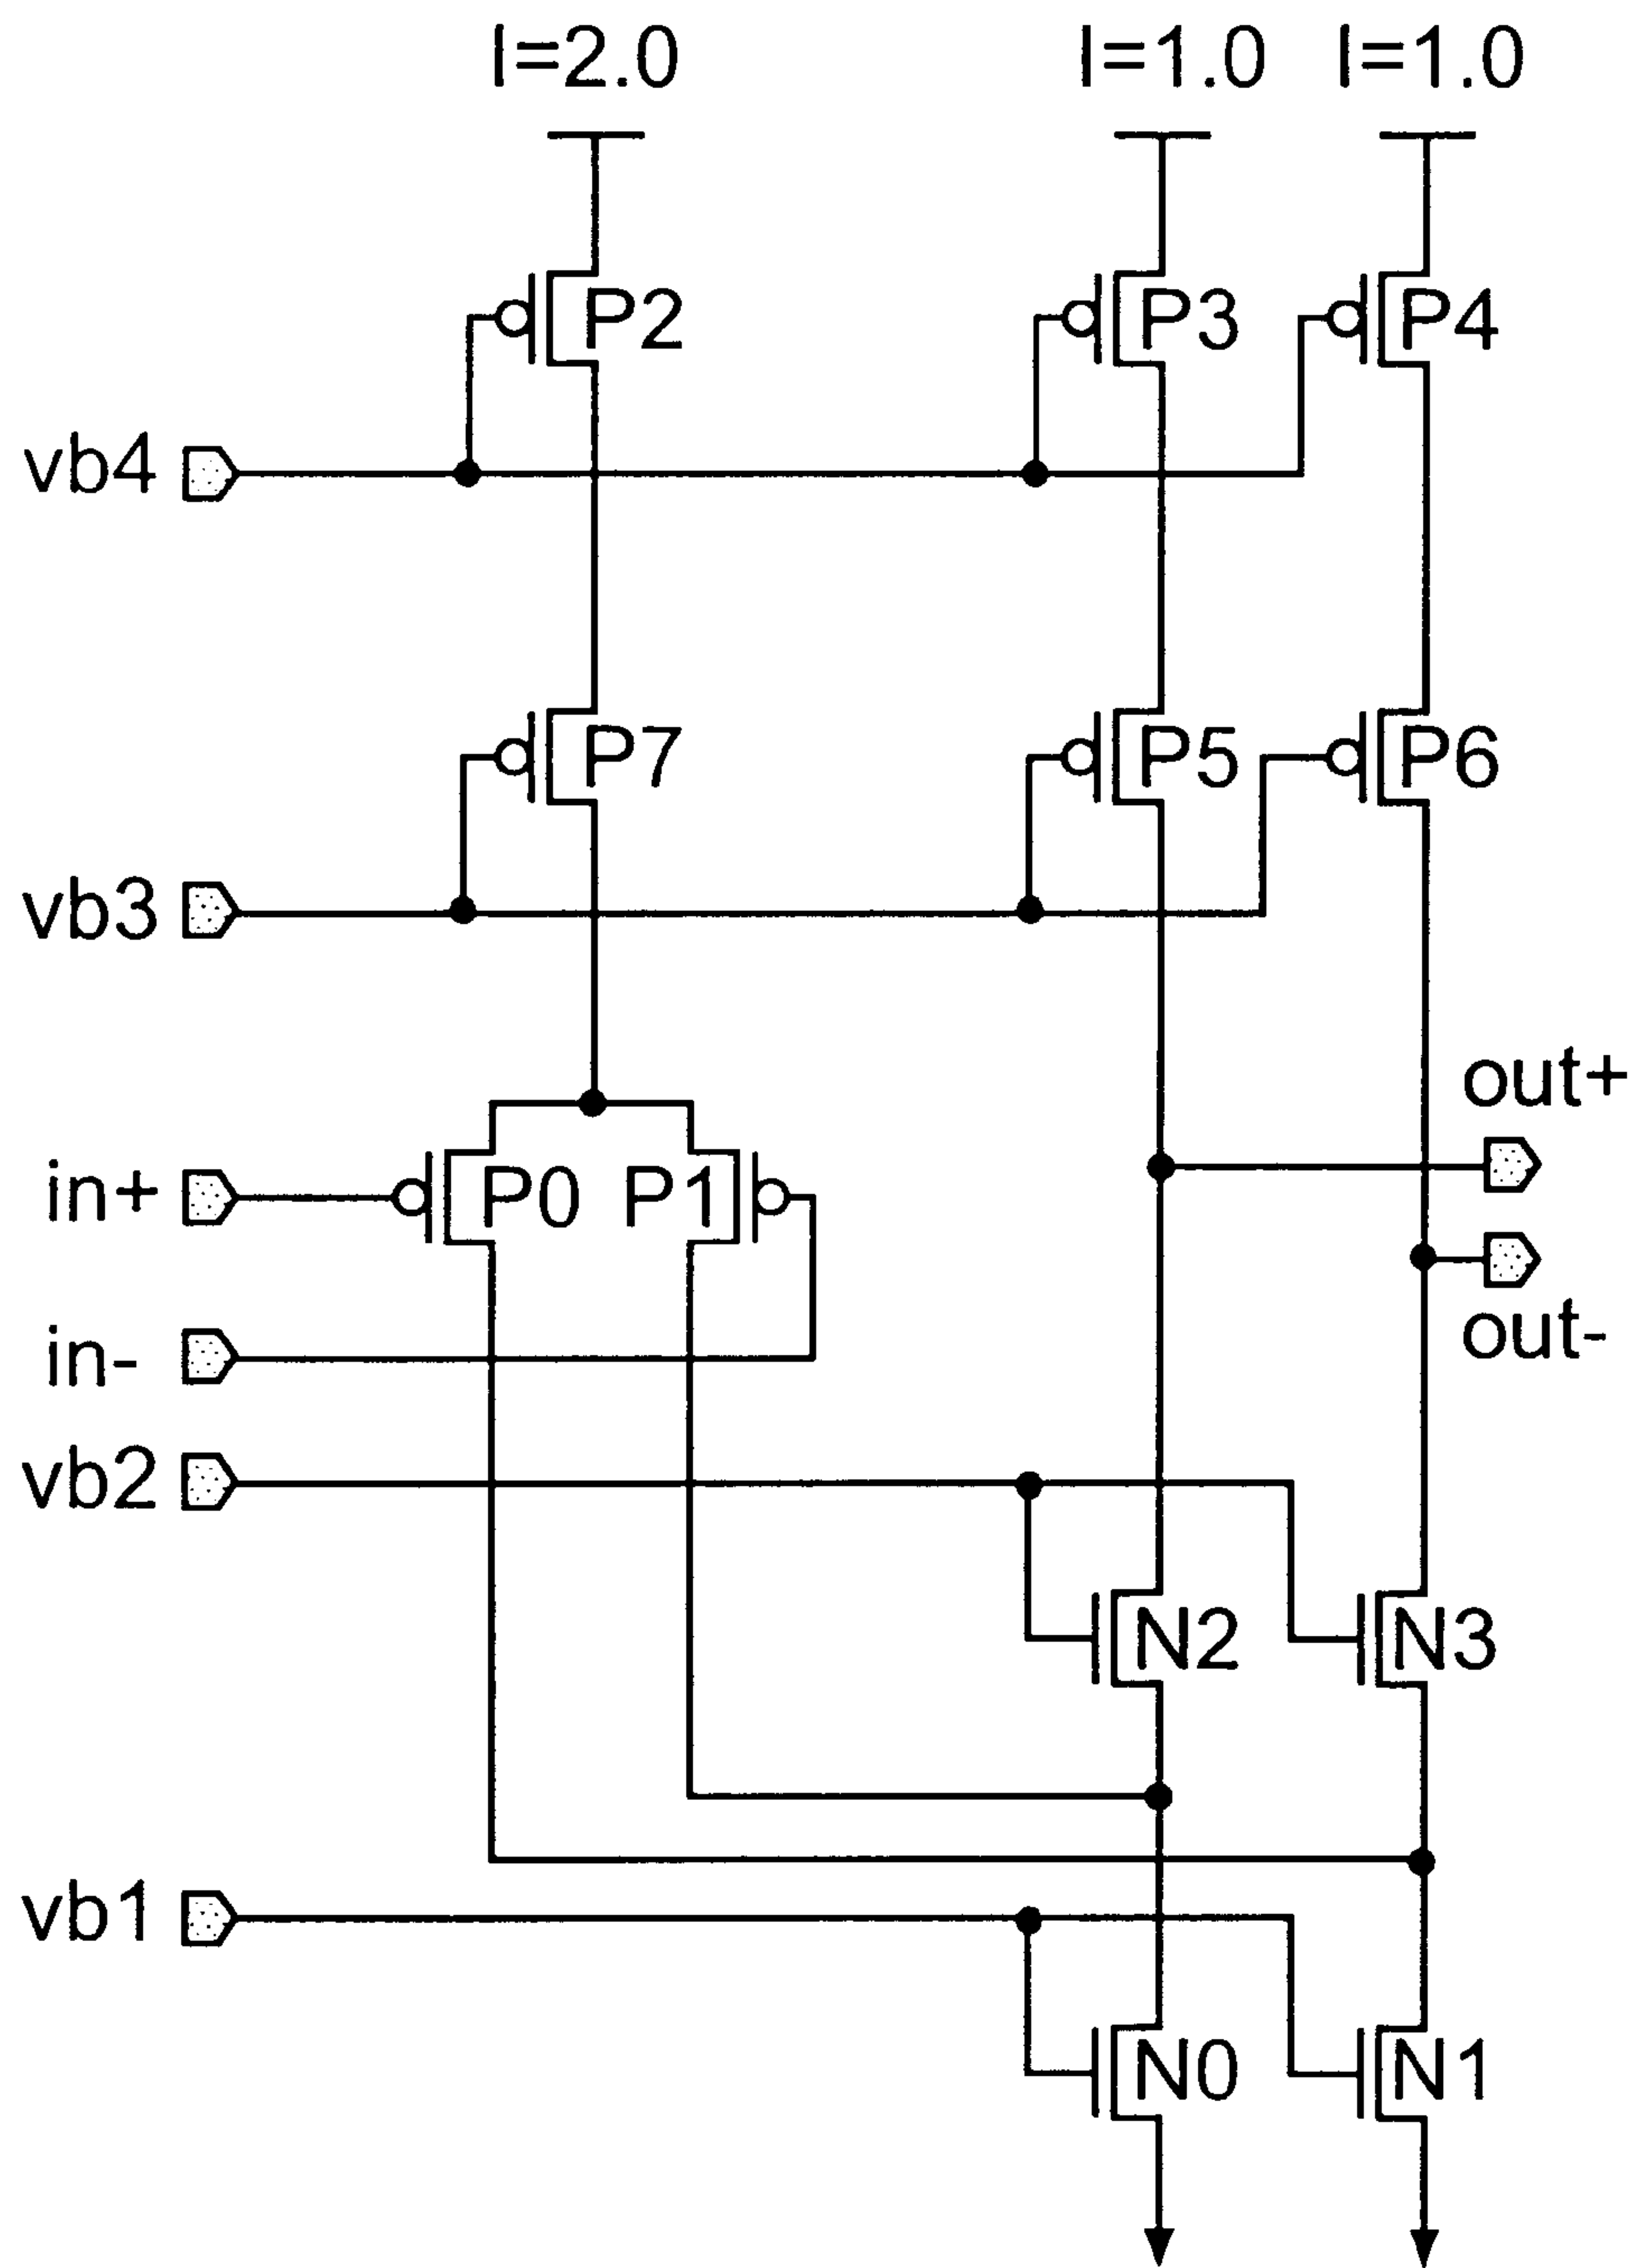 I=2.0 I=1.0 I=1.0
P2 P3 P4
vb4
P7 P5 P6
vb3
out+
in+ P0 P1
out-
in-
vb2
N2 N3
vb1
N0 N1